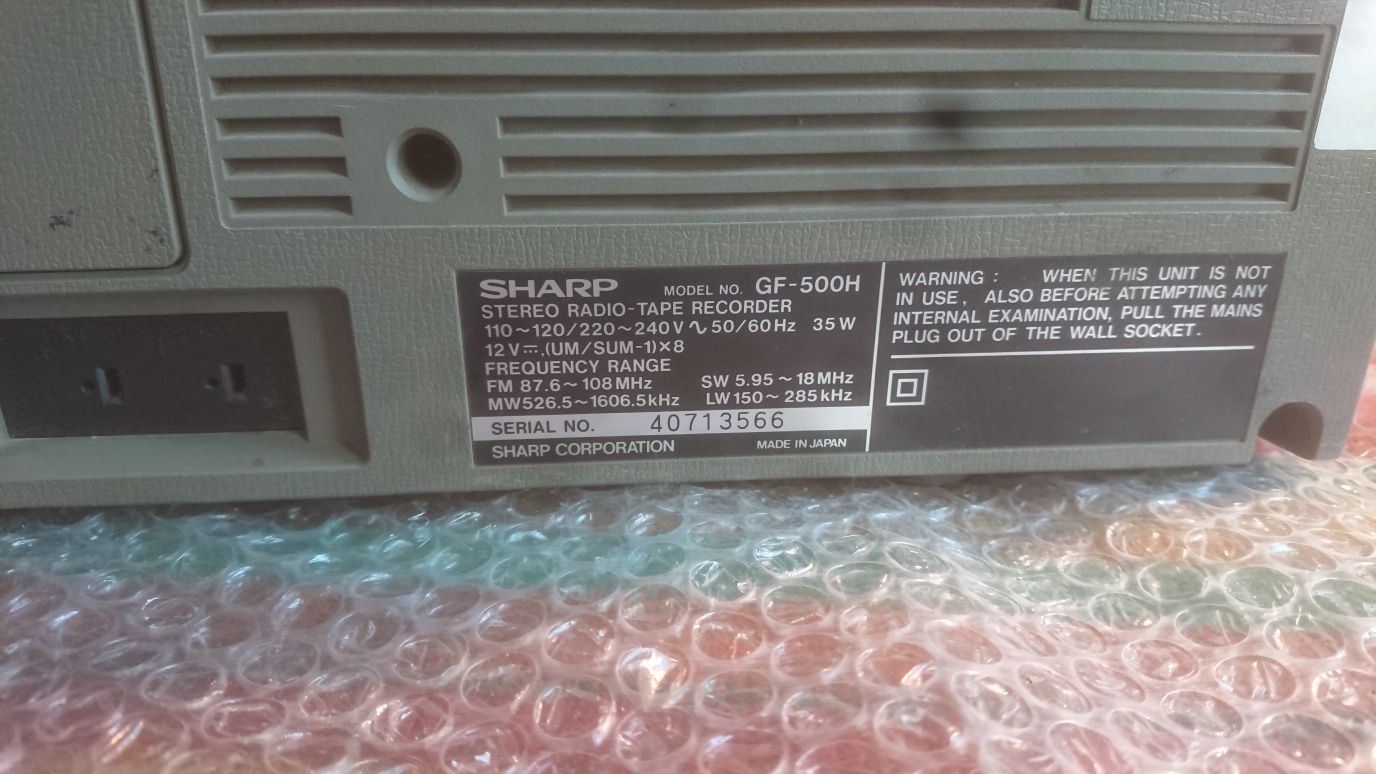 SHARP MODEL NO. GF-500H
STEREO RADIO-TAPE RECORDER
110~120/220~240V ∿ 50/60Hz 35W
12V⎓,(UM/SUM-1)×8
FREQUENCY RANGE
FM 87.6~108MHz SW 5.95~18MHz
MW526.5~1606.5kHz LW150~285kHz
SERIAL NO. 40713566
SHARP CORPORATION MADE IN JAPAN
WARNING : WHEN THIS UNIT IS NOT
IN USE, ALSO BEFORE ATTEMPTING ANY
INTERNAL EXAMINATION, PULL THE MAINS
PLUG OUT OF THE WALL SOCKET.